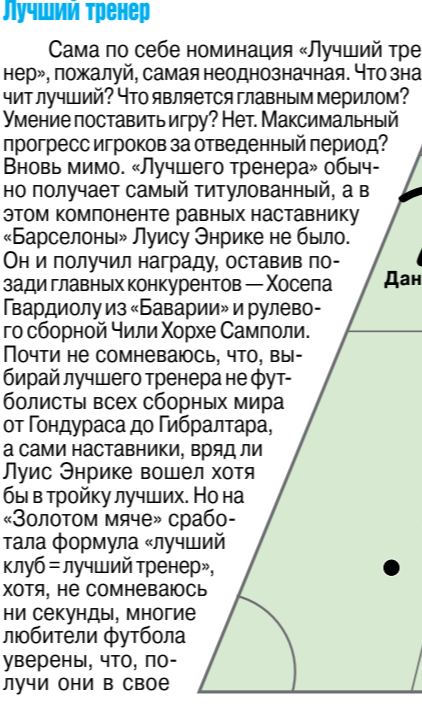 Лучший тренер
Сама по себе номинация «Лучший тре
нер», пожалуй, самая неоднозначная. Что зна
чит лучший? Что является главным мерилом?
Умение поставить игру? Нет. Максимальный
прогресс игроков за отведенный период?
Вновь мимо. «Лучшего тренера» обыч-
но получает самый титулованный, а в
этом компоненте равных наставнику
«Барселоны» Луису Энрике не было.
Он и получил награду, оставив по-
зади главных конкурентов — Хосепа
Гвардиолу из «Баварии» и рулево-
го сборной Чили Хорхе Самполи.
Почти не сомневаюсь, что, вы-
бирай лучшего тренера не фут-
болисты всех сборных мира
от Гондураса до Гибралтара,
а сами наставники, вряд ли
Луис Энрике вошел хотя
бы в тройку лучших. Но на
«Золотом мяче» срабо-
тала формула «лучший
клуб = лучший тренер»,
хотя, не сомневаюсь
ни секунды, многие
любители футбола
уверены, что, по-
лучи они в свое
Дан